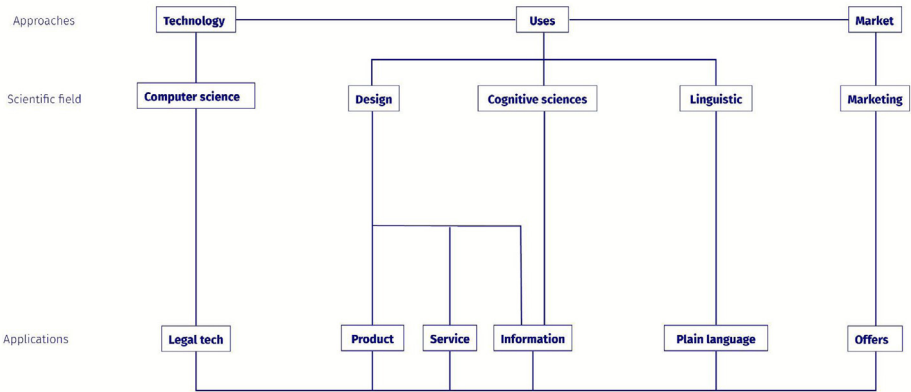 Approaches Technology Uses Market
Scientific field Computer science Design Cognitive sciences Linguistic Marketing
Applications Legal tech Product Service Information Plain language Offers